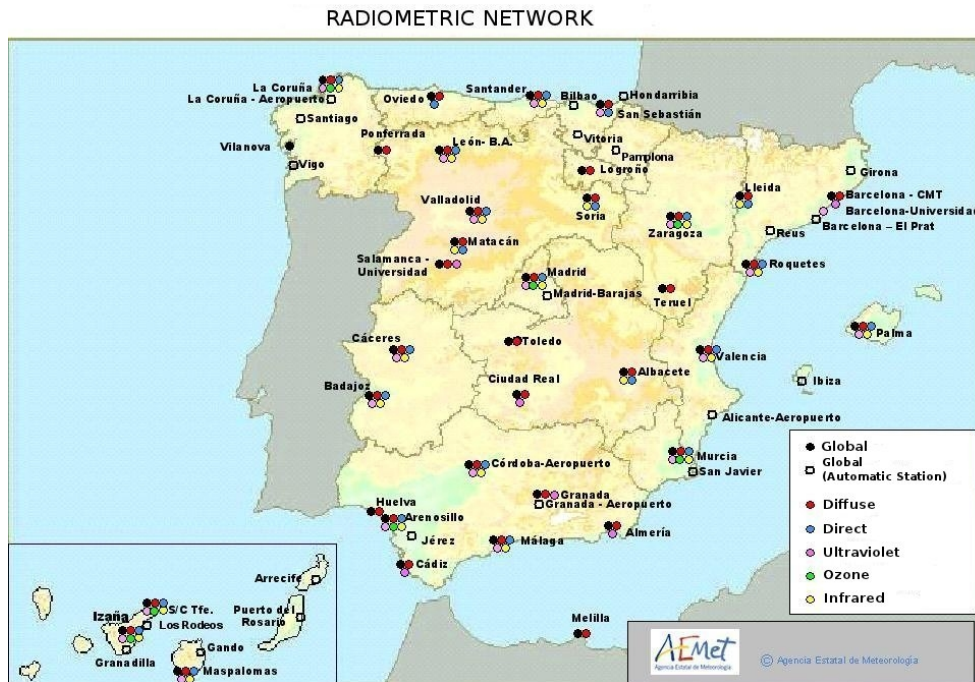 RADIOMETRIC NETWORK
La Coruña
La Coruña - Aeropuerto
Santiago
Vilanova
Vigo
Oviedo
Ponferrada
Santander
Bilbao
Hondarribia
San Sebastián
Vitoria
Pamplona
León- B.A.
Logroño
Valladolid
Soria
Zaragoza
Lleida
Girona
Barcelona - CMT
Barcelona-Universidad
Barcelona - El Prat
Reus
Matacán
Salamanca -
Universidad
Madrid
Madrid-Barajas
Teruel
Roquetes
Cáceres
Toledo
Valencia
Palma
Ibiza
Badajoz
Ciudad Real
Albacete
Alicante-Aeropuerto
Córdoba-Aeropuerto
Murcia
San Javier
Granada
Granada - Aeropuerto
Huelva
Arenosillo
Jérez
Málaga
Almería
Cádiz
Melilla
Arrecife
S/C Tfe.
Izaña
Los Rodeos
Puerto del
Rosario
Granadilla
Gando
Maspalomas
Global
Global
(Automatic Station)
Diffuse
Direct
Ultraviolet
Ozone
Infrared
AEMet
Agencia Estatal de Meteorología
© Agencia Estatal de Meteorología